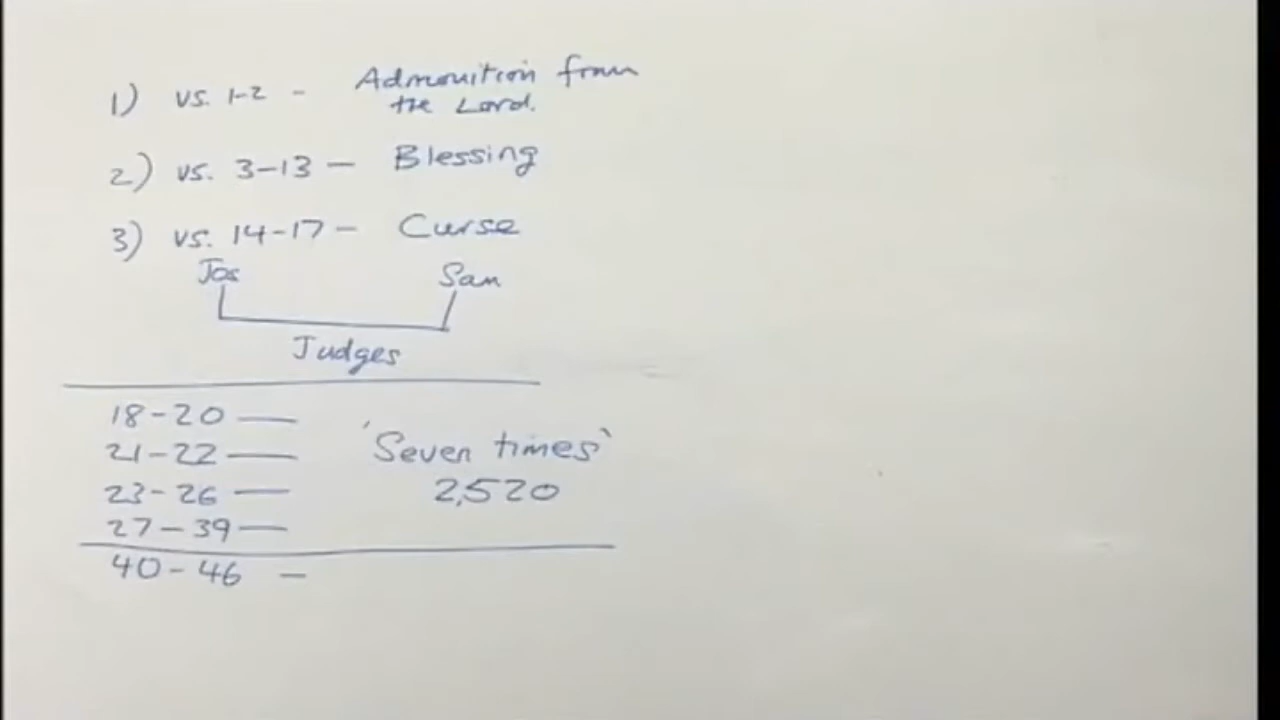 1) vs. 1-2 - Admonition from
the Lord.
2) vs. 3-13 - Blessing
3) vs. 14-17 - Curse
Jos Sam
Judges
18-20 —
21-22 —
23-26 —
27-39 —
'Seven times'
2,520
40-46 -